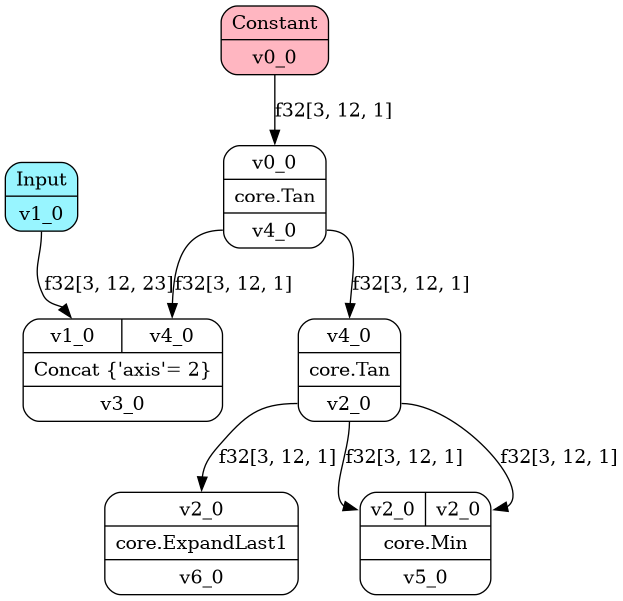 Constant
v0_0
f32[3, 12, 1]
v0_0
core.Tan
v4_0
Input
v1_0
f32[3, 12, 23]
f32[3, 12, 1]
f32[3, 12, 1]
v1_0 v4_0
Concat {'axis'= 2}
v3_0
v4_0
core.Tan
v2_0
f32[3, 12, 1]
f32[3, 12, 1]
f32[3, 12, 1]
v2_0
core.ExpandLast1
v6_0
v2_0 v2_0
core.Min
v5_0